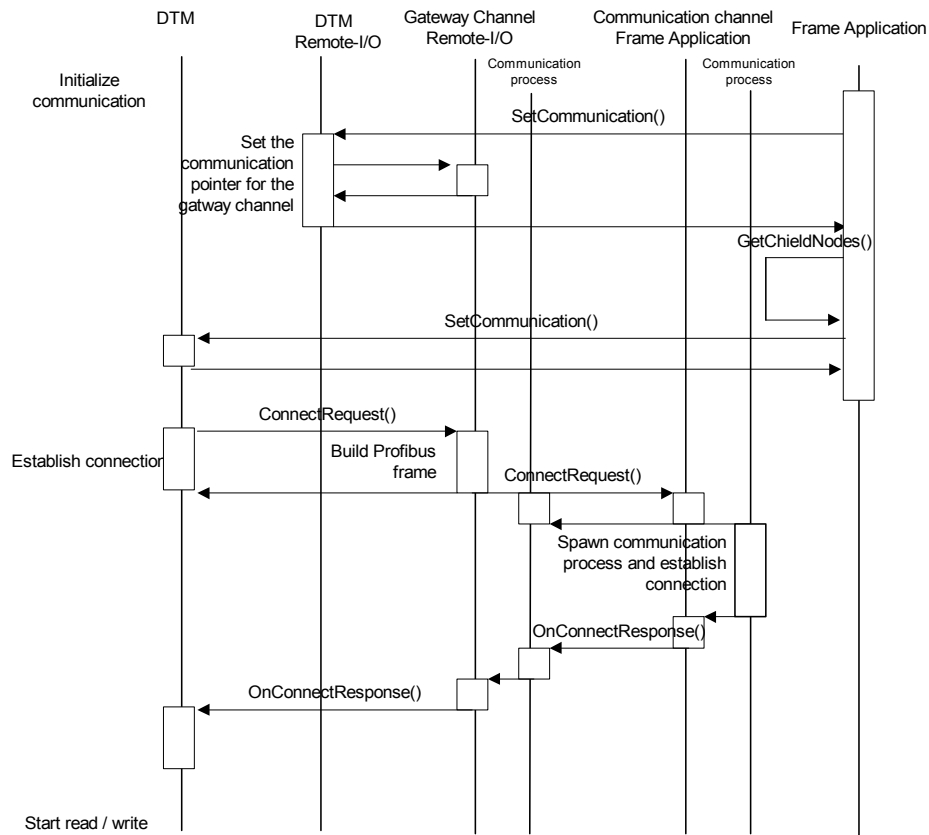 DTM
DTM
Remote-I/O
Gateway Channel
Remote-I/O
Communication channel
Frame Application
Frame Application
Communication
process
Communication
process
Initialize
communication
SetCommunication()
Set the
communication
pointer for the
gatway channel
GetChieldNodes()
SetCommunication()
ConnectRequest()
Establish connection
Build Profibus
frame
ConnectRequest()
Spawn communication
process and establish
connection
OnConnectResponse()
OnConnectResponse()
Start read / write